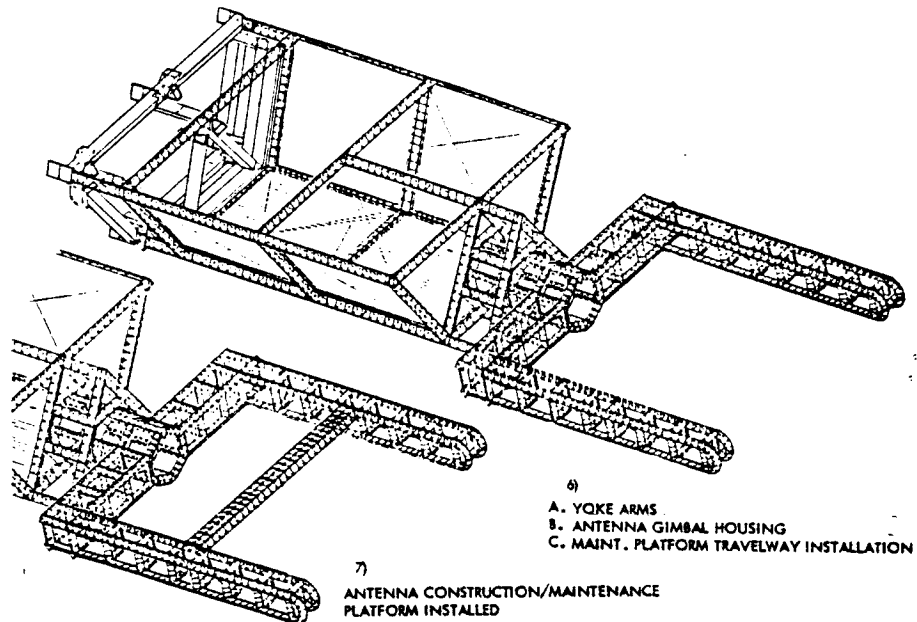 6)
A. YOKE ARMS
B. ANTENNA GIMBAL HOUSING
C. MAINT. PLATFORM TRAVELWAY INSTALLATION
7)
ANTENNA CONSTRUCTION/MAINTENANCE
PLATFORM INSTALLED